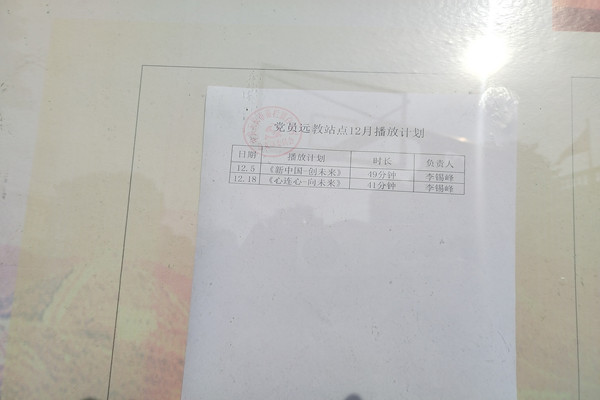 党员远教站点12月播放计划
日期 播放计划 时长 负责人
12.5 《新中国-创未来》 49分钟 李锡峰
12.18 《心连心-向未来》 41分钟 李锡峰